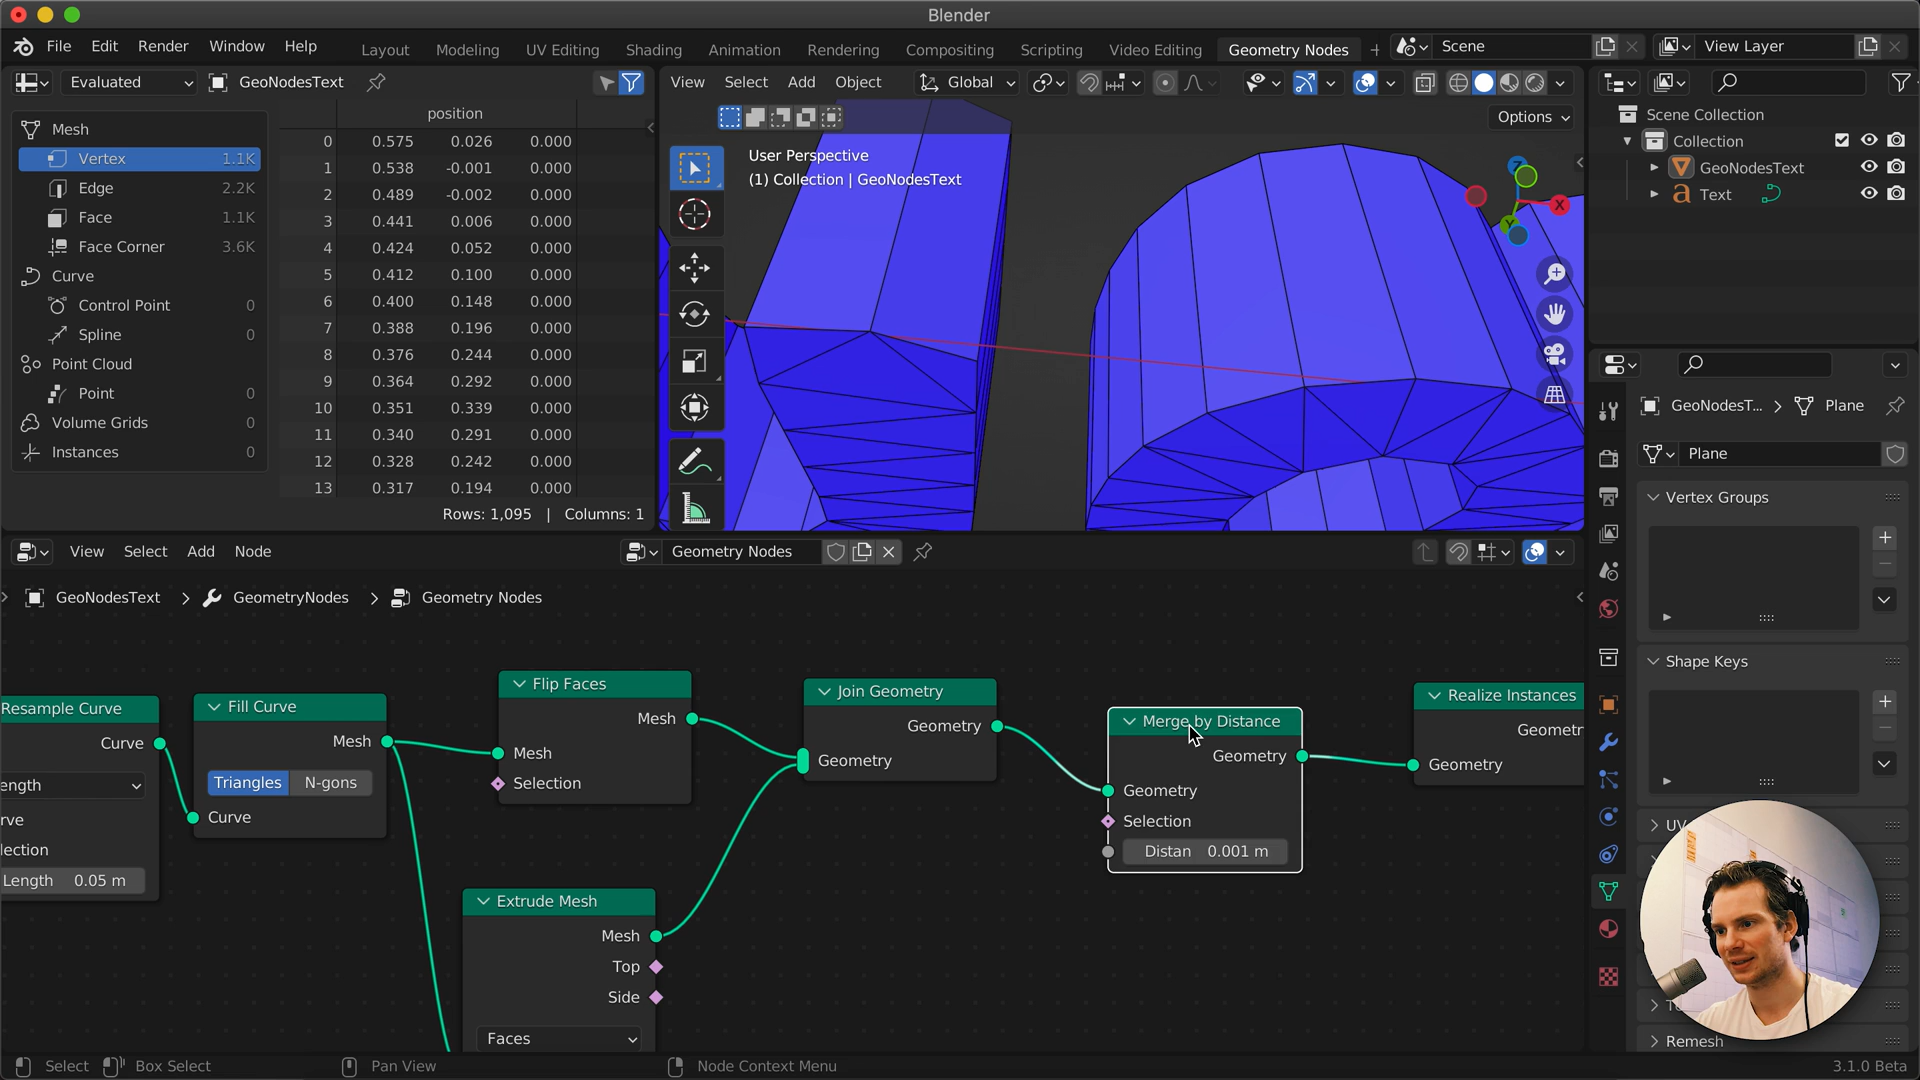 Blender
File Edit Render Window Help
Layout Modeling UV Editing Shading Animation Rendering Compositing Scripting Video Editing Geometry Nodes +
Scene
View Layer
Evaluated GeoNodesText
View Select Add Object Global
Options
position
Mesh
Vertex 1.1K
Edge 2.2K
Face 1.1K
Face Corner 3.6K
Curve
Control Point 0
Spline 0
Point Cloud
Point 0
Volume Grids 0
Instances 0
0 0.575 0.026 0.000
1 0.538 -0.001 0.000
2 0.489 -0.002 0.000
3 0.441 0.006 0.000
4 0.424 0.052 0.000
5 0.412 0.100 0.000
6 0.400 0.148 0.000
7 0.388 0.196 0.000
8 0.376 0.244 0.000
9 0.364 0.292 0.000
10 0.351 0.339 0.000
11 0.340 0.291 0.000
12 0.328 0.242 0.000
13 0.317 0.194 0.000
Rows: 1,095 | Columns: 1
User Perspective
(1) Collection | GeoNodesText
Z
X
Y
Scene Collection
Collection
GeoNodesText
Text
GeoNodesT... > Plane
Plane
Vertex Groups
Shape Keys
UV
Remesh
View Select Add Node
Geometry Nodes
GeoNodesText > GeometryNodes > Geometry Nodes
Resample Curve
Curve
ength
rve
lection
Length 0.05 m
Fill Curve
Mesh
Triangles N-gons
Curve
Flip Faces
Mesh
Mesh
Selection
Extrude Mesh
Mesh
Top
Side
Faces
Join Geometry
Geometry
Geometry
Merge by Distance
Geometry
Geometry
Selection
Distan 0.001 m
Realize Instances
Geometr
Geometry
Select Box Select Pan View Node Context Menu
3.1.0 Beta